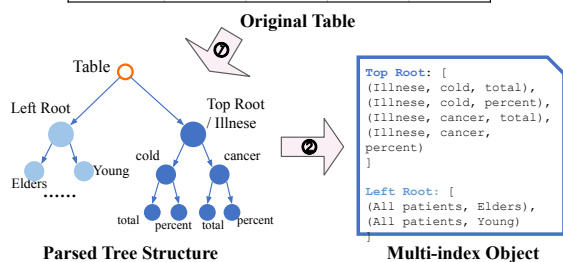 Original Table
①
Table
Left Root
Top Root
/ Illnese
cold
cancer
Elders
Young
......
total
percent
total
percent
②
Top Root: [
(Illnese, cold, total),
(Illnese, cold, percent),
(Illnese, cancer, total),
(Illnese, cancer,
percent)
]
Left Root: [
(All patients, Elders),
(All patients, Young)
]
Parsed Tree Structure
Multi-index Object